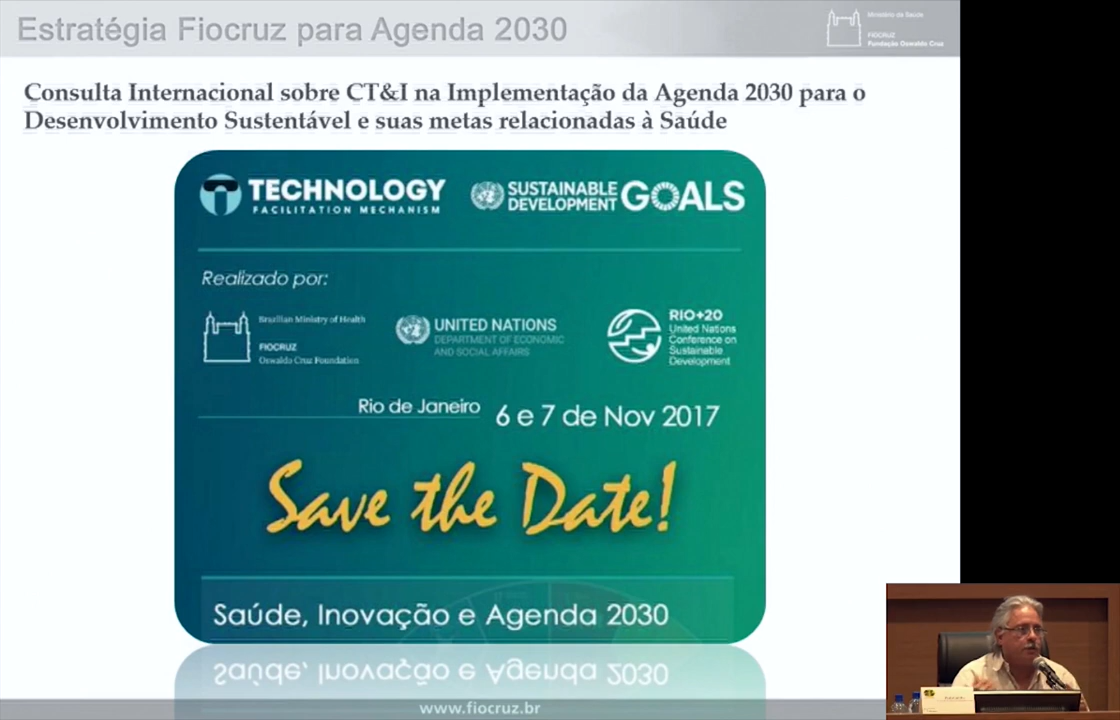 Estratégia Fiocruz para Agenda 2030
Ministério da Saúde
FIOCRUZ
Fundação Oswaldo Cruz
Consulta Internacional sobre CT&I na Implementação da Agenda 2030 para o
Desenvolvimento Sustentável e suas metas relacionadas à Saúde
TECHNOLOGY
FACILITATION MECHANISM
SUSTAINABLE
DEVELOPMENT
GOALS
Realizado por:
Brazilian Ministry of Health
FIOCRUZ
Oswaldo Cruz Foundation
UNITED NATIONS
DEPARTMENT OF ECONOMIC
AND SOCIAL AFFAIRS
RIO+20
United Nations
Conference on
Sustainable
Development
Rio de Janeiro 6 e 7 de Nov 2017
Save the Date!
Saúde, Inovação e Agenda 2030
www.fiocruz.br